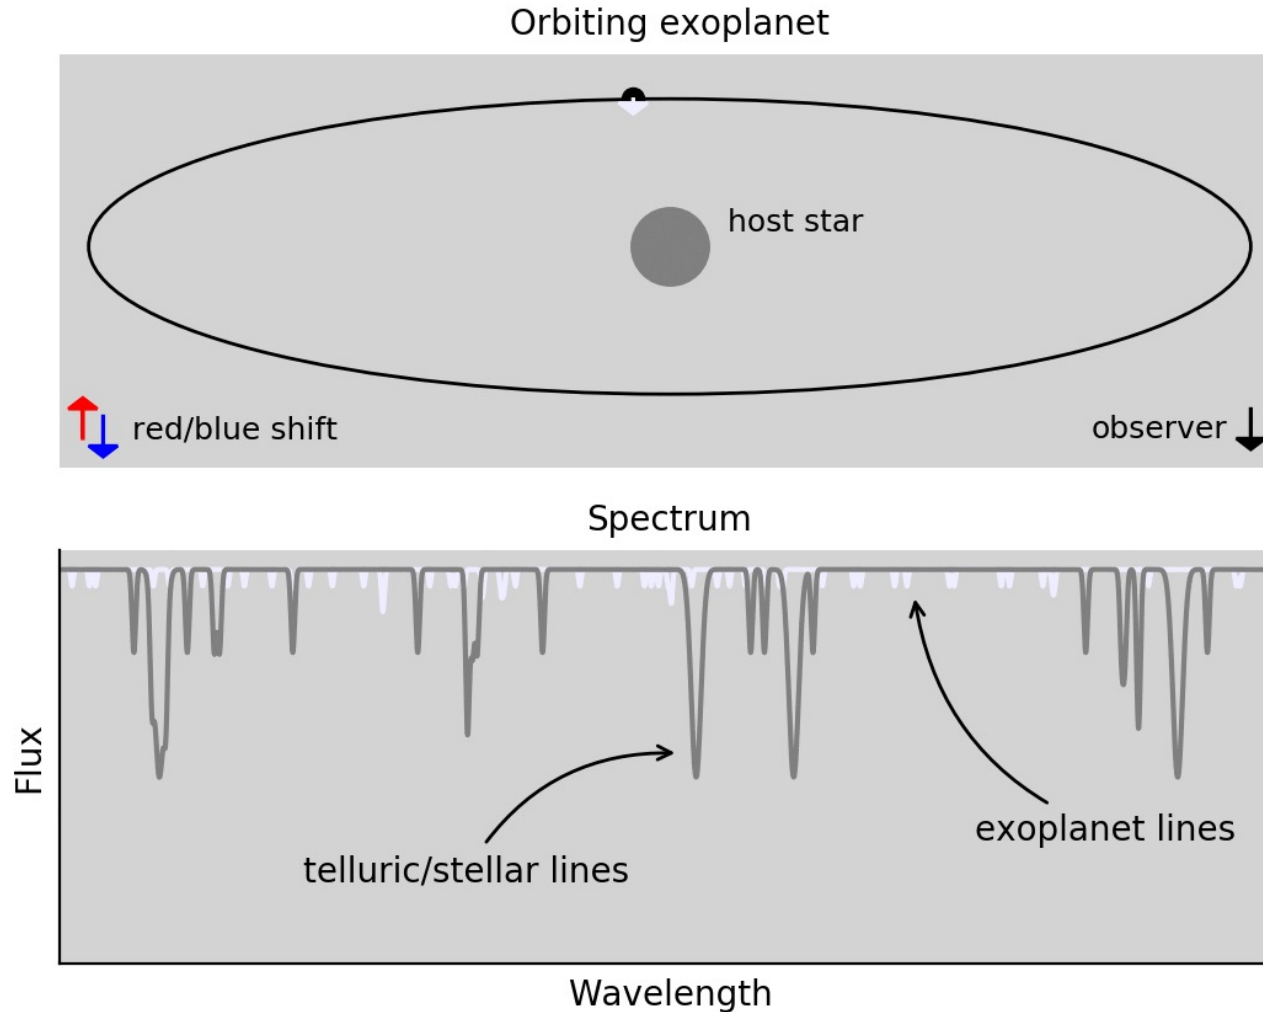 Orbiting exoplanet
host star
red/blue shift
observer
Spectrum
Flux
telluric/stellar lines
exoplanet lines
Wavelength